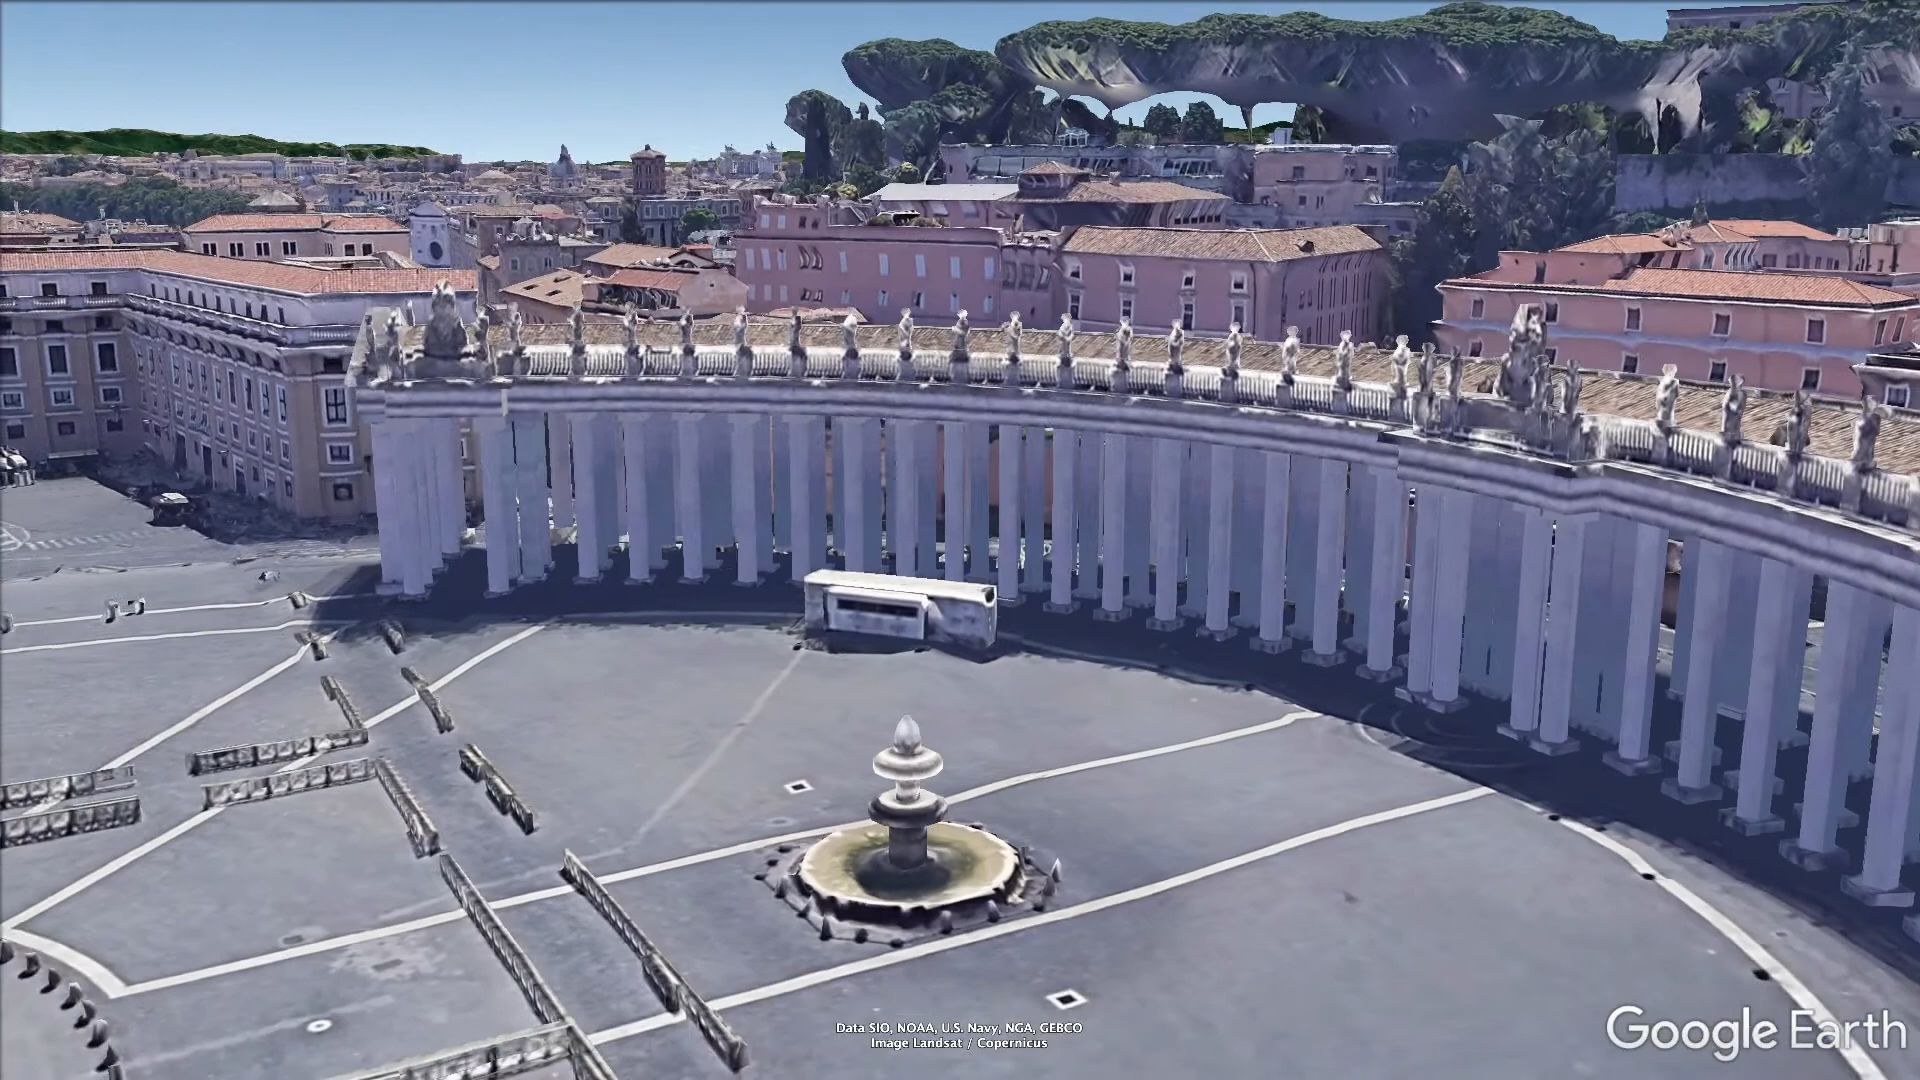 Data SIO, NOAA, U.S. Navy, NGA, GEBCO
Image Landsat / Copernicus
Google Earth